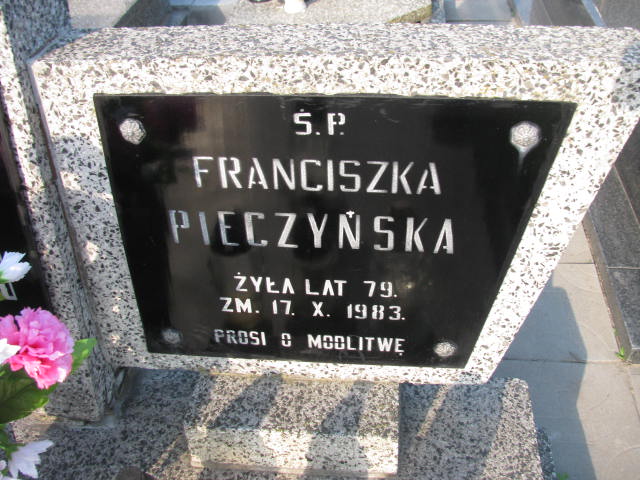 Ś.P.
FRANCISZKA
PIECZYŃSKA
ŻYŁA LAT 79.
ZM. 17. X. 1983.
PROSI O MODLITWĘ